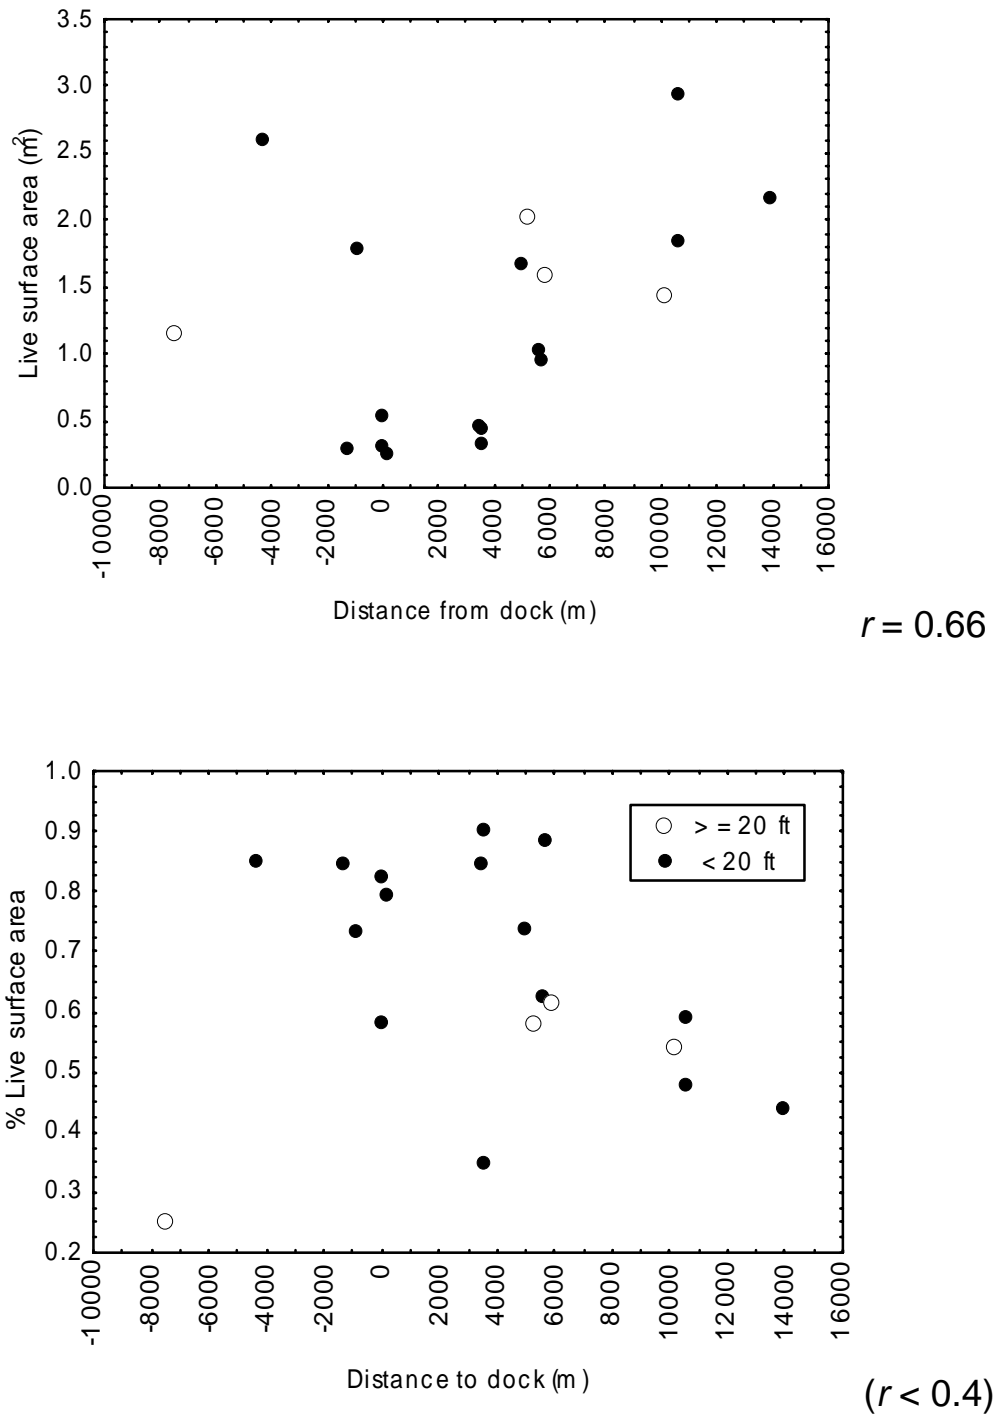 3.5
3.0
2.5
2.0
1.5
1.0
0.5
0.0
Live surface area (m2)
-10000 -8000 -6000 -4000 -2000 0 2000 4000 6000 8000 10000 12000 14000 16000
Distance from dock (m)
r = 0.66
1.0
0.9
0.8
0.7
0.6
0.5
0.4
0.3
0.2
% Live surface area
> = 20 ft
< 20 ft
-10000 -8000 -6000 -4000 -2000 0 2000 4000 6000 8000 10000 12000 14000 16000
Distance to dock (m)
(r < 0.4)